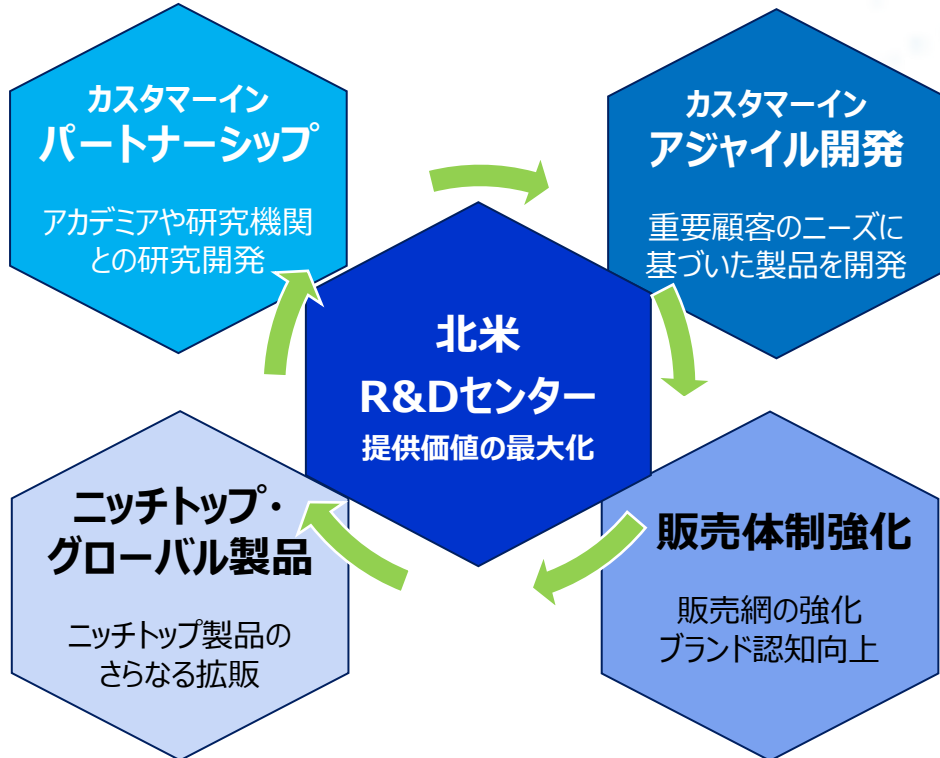 カスタマーイン
パートナーシップ
アカデミアや研究機関
との研究開発
カスタマーイン
アジャイル開発
重要顧客のニーズに
基づいた製品を開発
北米
R&Dセンター
提供価値の最大化
ニッチトップ・
グローバル製品
ニッチトップ製品の
さらなる拡販
販売体制強化
販売網の強化
ブランド認知向上